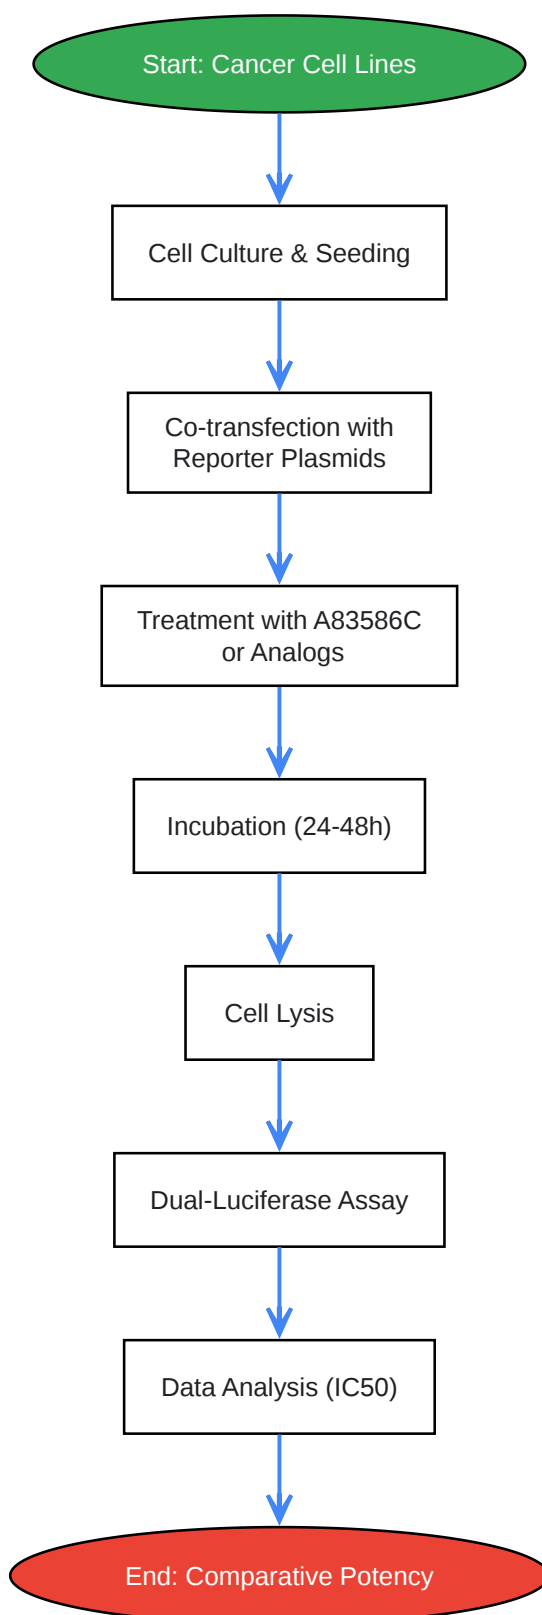 Start: Cancer Cell Lines
Cell Culture & Seeding
Co-transfection with
Reporter Plasmids
Treatment with A83586C
or Analogs
Incubation (24-48h)
Cell Lysis
Dual-Luciferase Assay
Data Analysis (IC50)
End: Comparative Potency